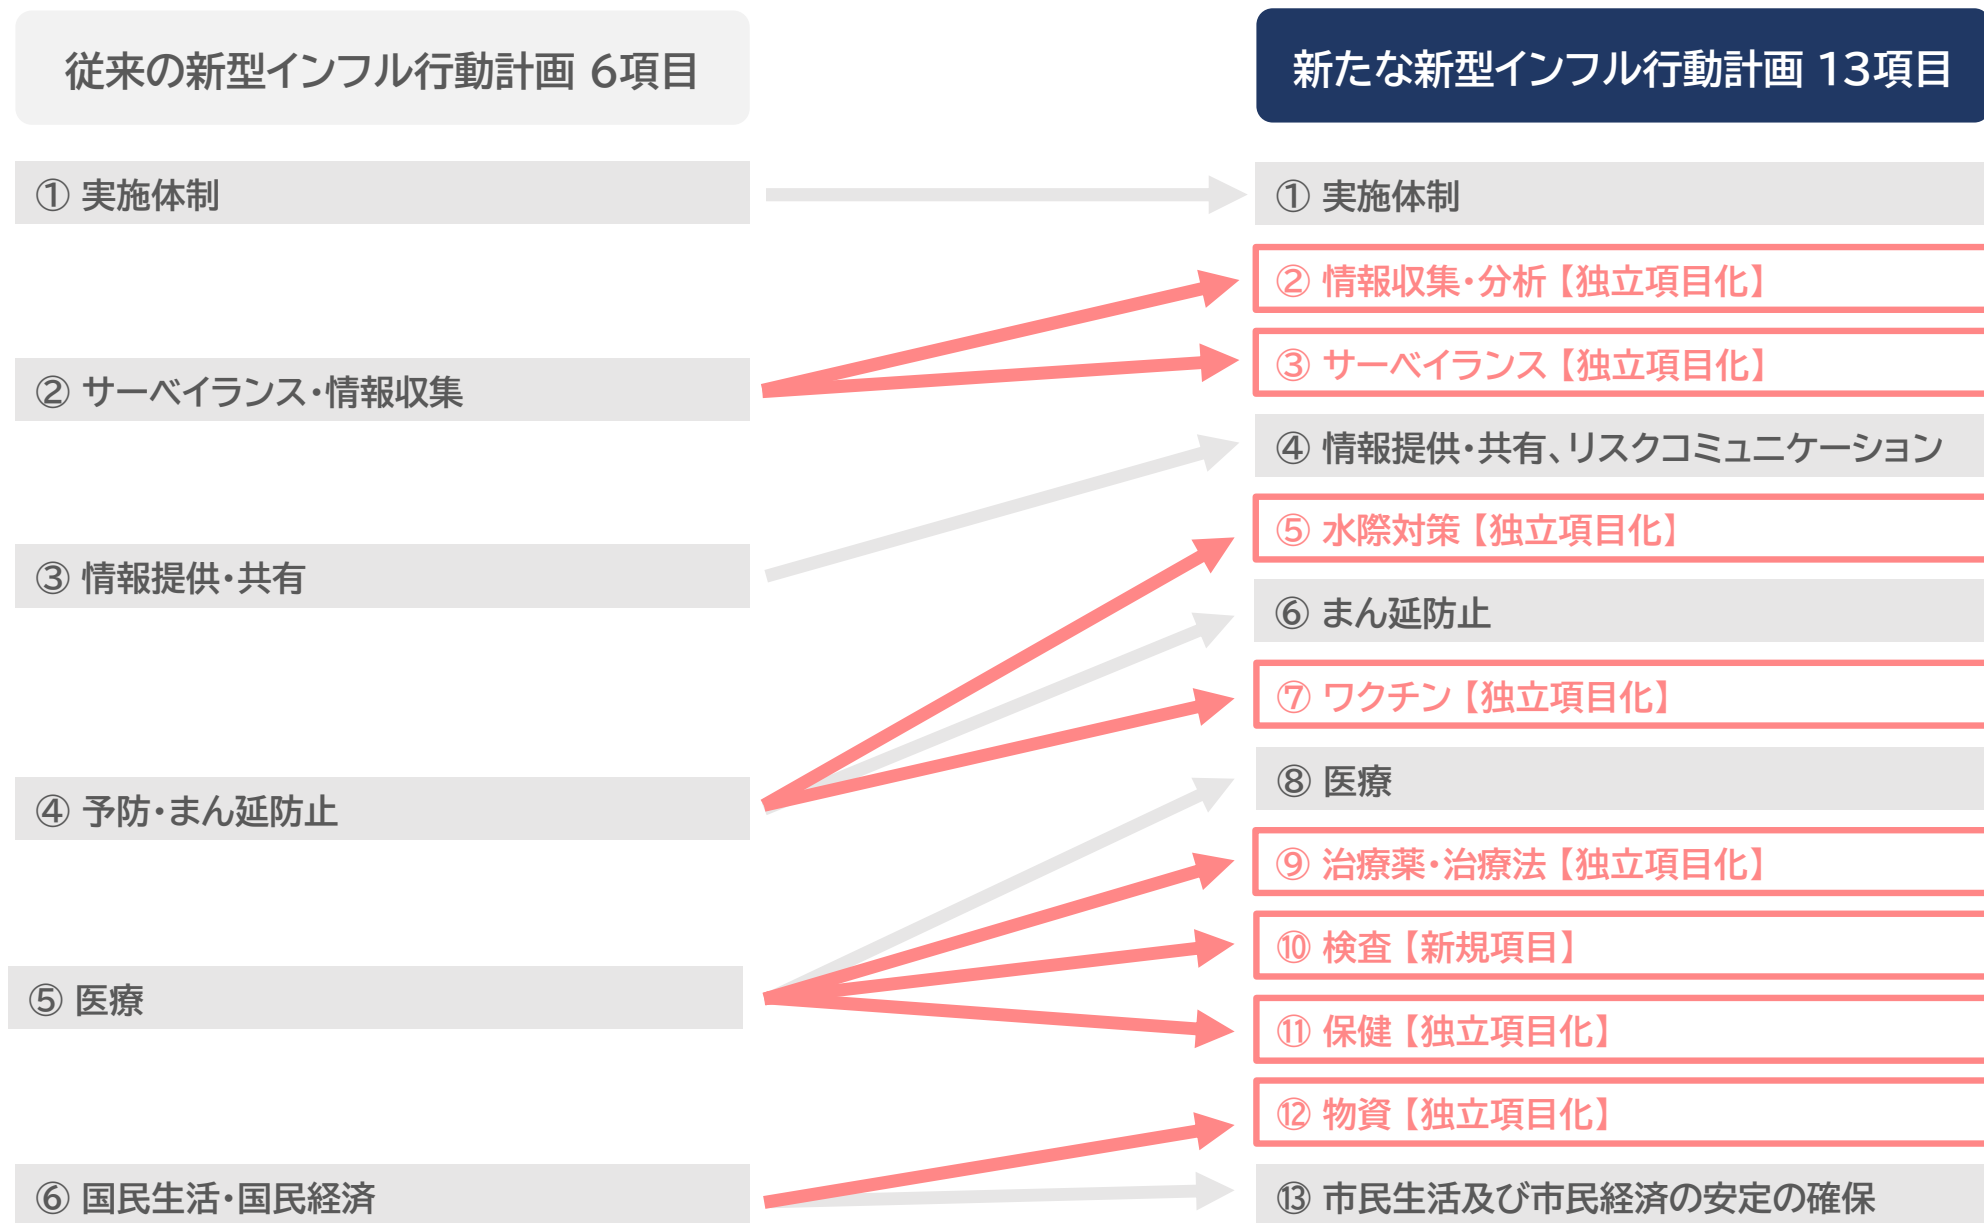 従来の新型インフル行動計画 6項目
① 実施体制
② サーベイランス・情報収集
③ 情報提供・共有
④ 予防・まん延防止
⑤ 医療
⑥ 国民生活・国民経済
新たな新型インフル行動計画 13項目
① 実施体制
② 情報収集・分析【独立項目化】
③ サーベイランス【独立項目化】
④ 情報提供・共有、リスクコミュニケーション
⑤ 水際対策【独立項目化】
⑥ まん延防止
⑦ ワクチン【独立項目化】
⑧ 医療
⑨ 治療薬・治療法【独立項目化】
⑩ 検査【新規項目】
⑪ 保健【独立項目化】
⑫ 物資【独立項目化】
⑬ 市民生活及び市民経済の安定の確保